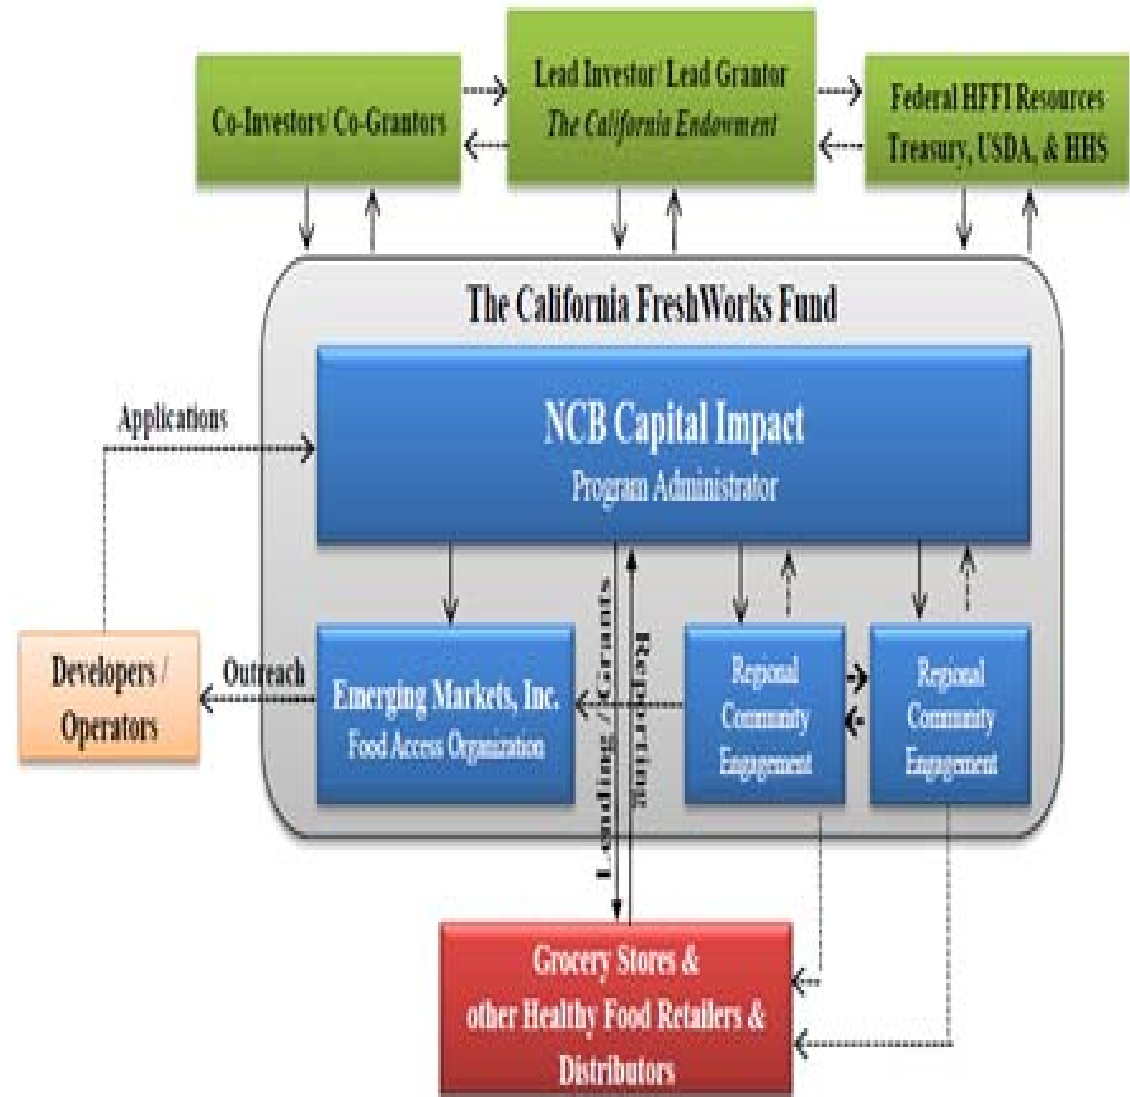 Co-Investors/ Co-Grantors
Lead Investor/ Lead Grantor
The California Endowment
Federal HFFI Resources
Treasury, USDA, & HHS
The California FreshWorks Fund
NCB Capital Impact
Program Administrator
Applications
Developers /
Operators
Outreach
Emerging Markets, Inc.
Food Access Organization
Lending / Grants
Reporting
Regional
Community
Engagement
Regional
Community
Engagement
Grocery Stores &
other Healthy Food Retailers &
Distributors